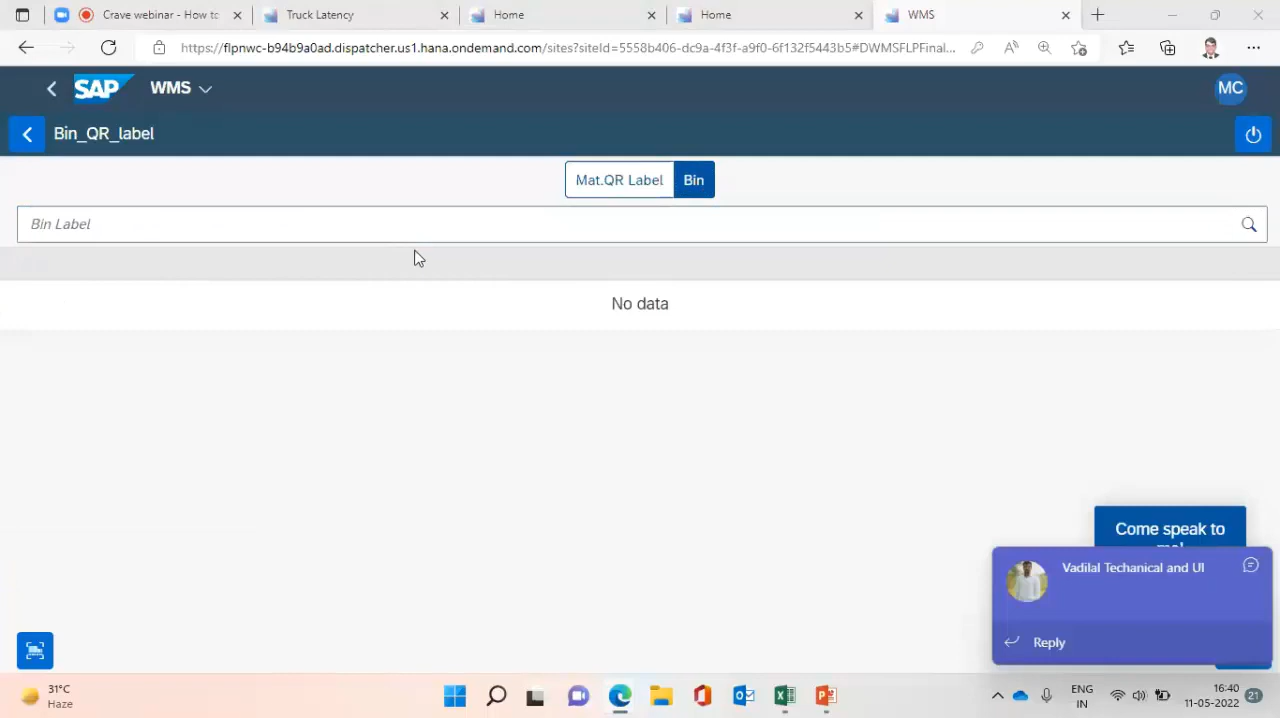 Crave webinar - How to
Truck Latency
Home
Home
WMS
https://flpnwc-b94b9a0ad.dispatcher.us1.hana.ondemand.com/sites?siteId=5558b406-dc9a-4f3f-a9f0-6f132f5443b5#DWMSFLPFinal...
SAP
WMS
MC
Bin_QR_label
Mat.QR Label
Bin
Bin Label
No data
Come speak to
Vadilal Techanical and UI
Reply
31°C
Haze
ENG
IN
16:40
11-05-2022
21